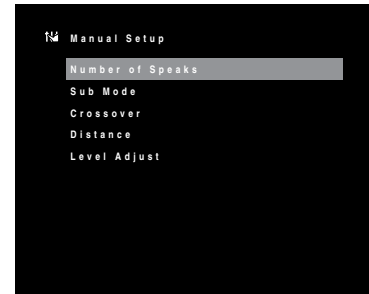 Manual Setup
Number of Speaks
Sub Mode
Crossover
Distance
Level Adjust